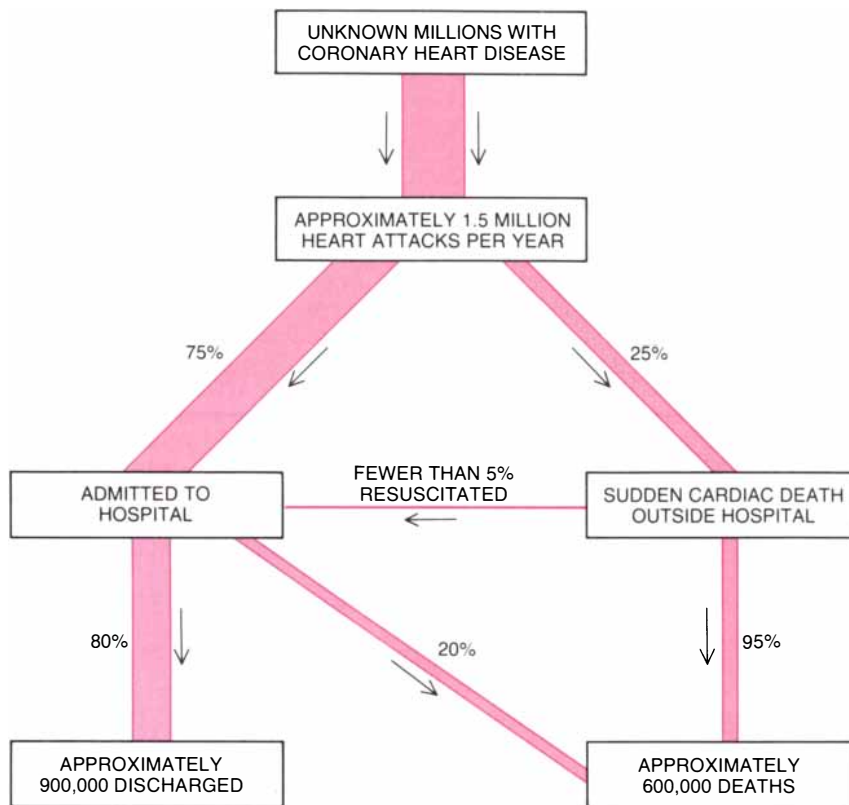 UNKNOWN MILLIONS WITH
CORONARY HEART DISEASE
APPROXIMATELY 1.5 MILLION
HEART ATTACKS PER YEAR
75%
25%
ADMITTED TO
HOSPITAL
FEWER THAN 5%
RESUSCITATED
SUDDEN CARDIAC DEATH
OUTSIDE HOSPITAL
80%
20%
95%
APPROXIMATELY
900,000 DISCHARGED
APPROXIMATELY
600,000 DEATHS